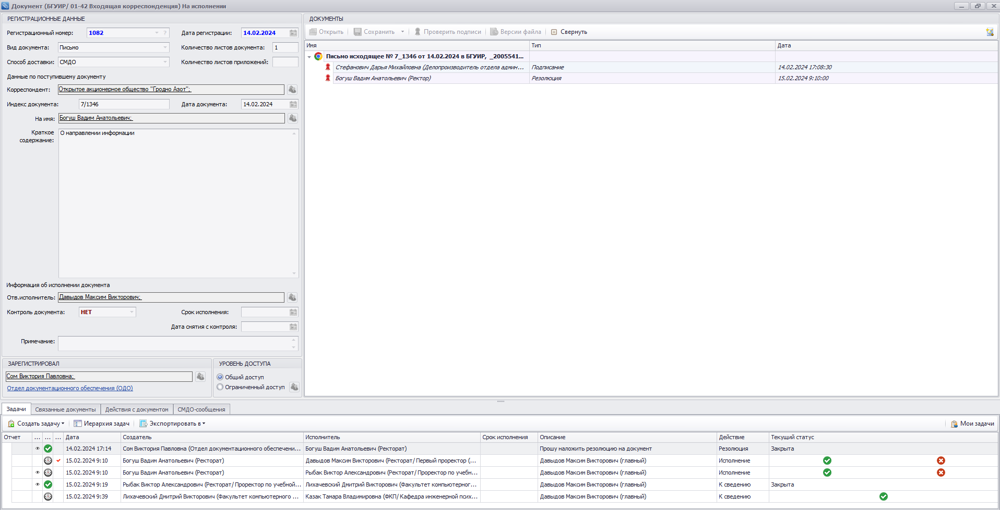 Документ (БГУИР/ 01-42 Входящая корреспонденция) На исполнении
РЕГИСТРАЦИОННЫЕ ДАННЫЕ
Регистрационный номер: 1082 ? Дата регистрации: 14.02.2024
Вид документа: Письмо Количество листов документа: 1
Способ доставки: СМДО Количество листов приложений:
Данные по поступившему документу
Корреспондент: Открытое акционерное общество "Гродно Азот";
Индекс документа: 7/1346 Дата документа: 14.02.2024
На имя: Богуш Вадим Анатольевич;
Краткое содержание: О направлении информации
Информация об исполнении документа
Отв.исполнитель: Давыдов Максим Викторович;
Контроль документа: НЕТ Срок исполнения:
Дата снятия с контроля:
Примечание:
ЗАРЕГИСТРИРОВАЛ
Сом Виктория Павловна;
Отдел документационного обеспечения (ОДО)
УРОВЕНЬ ДОСТУПА
Общий доступ
Ограниченный доступ
ДОКУМЕНТЫ
Открыть Сохранить Проверить подписи Версии файла Свернуть
Имя Тип Дата
Письмо исходящее № 7_1346 от 14.02.2024 в БГУИР, _2005541...
Стефанович Дарья Михайловна (Делопроизводитель отдела админ... Подписание 14.02.2024 17:08:30
Богуш Вадим Анатольевич (Ректор) Резолюция 15.02.2024 9:10:00
Задачи Связанные документы Действия с документом СМДО-сообщения
Создать задачу Иерархия задач Экспортировать в Мои задачи
Отчет ... ... ... Дата Создатель Исполнитель Срок исполнения Описание Действие Текущий статус
14.02.2024 17:14 Сом Виктория Павловна (Отдел документационного обеспечени... Богуш Вадим Анатольевич (Ректорат) Прошу наложить резолюцию на документ Резолюция Закрыта
15.02.2024 9:10 Богуш Вадим Анатольевич (Ректорат) Давыдов Максим Викторович (Ректорат/Первый проректор (... Давыдов Максим Викторович (главный) Исполнение
15.02.2024 9:10 Богуш Вадим Анатольевич (Ректорат) Рыбак Виктор Александрович (Ректорат/Проректор по учебн... Давыдов Максим Викторович (главный) Исполнение
15.02.2024 9:19 Рыбак Виктор Александрович (Ректорат/Проректор по учебной... Лихачевский Дмитрий Викторович (Факультет компьютерног... Давыдов Максим Викторович (главный) К сведению Закрыта
15.02.2024 9:39 Лихачевский Дмитрий Викторович (Факультет компьютерного ... Казак Тамара Владимировна (ФКП/Кафедра инженерной псих... Давыдов Максим Викторович (главный) К сведению